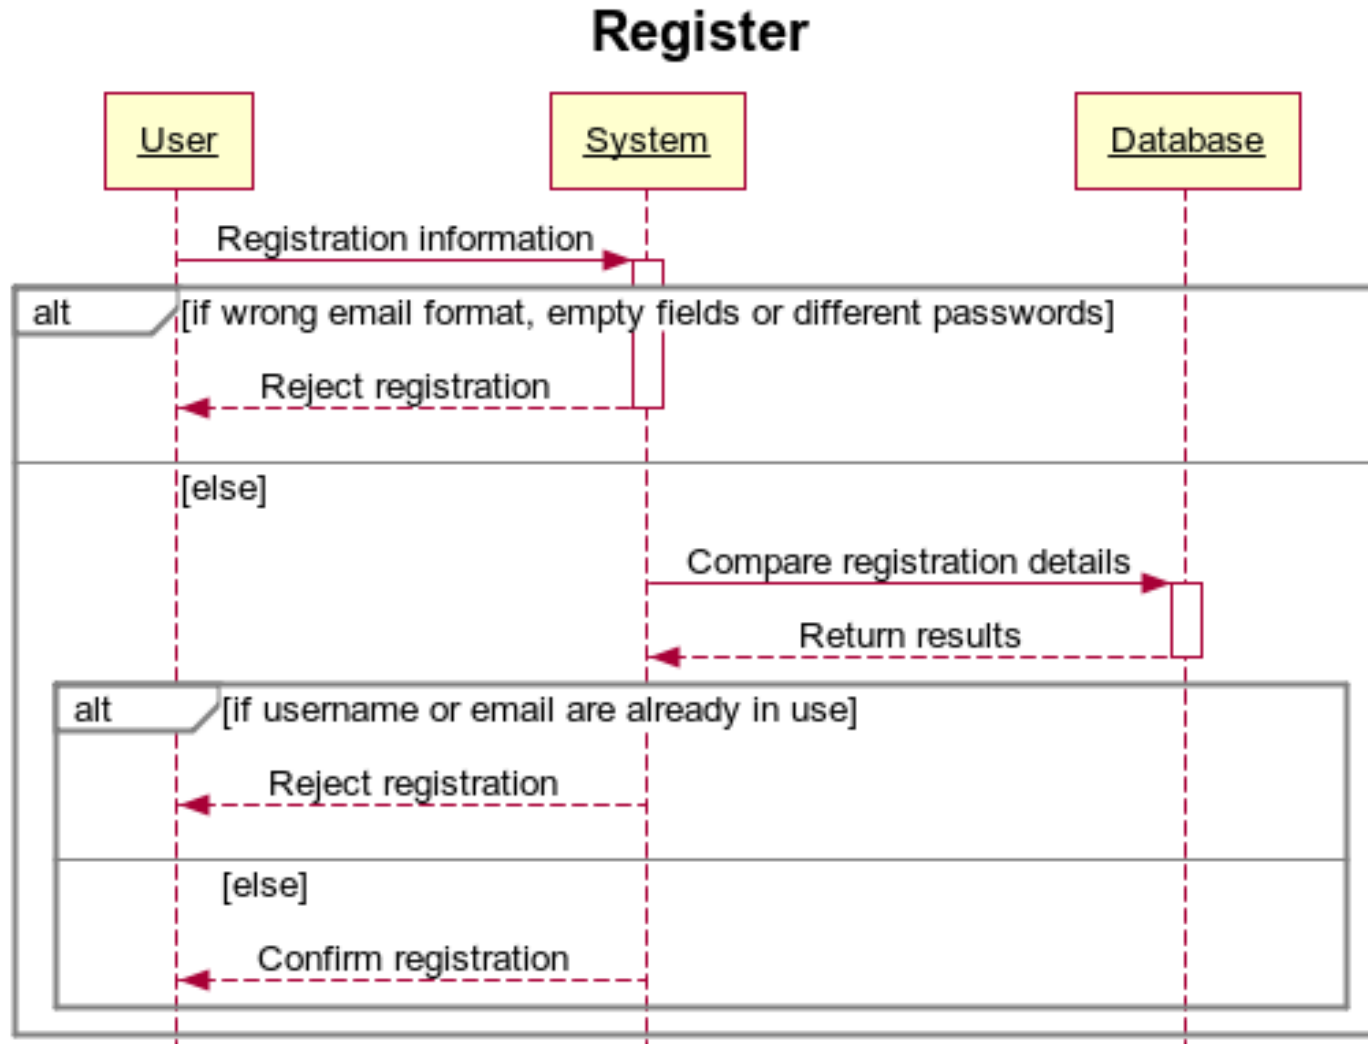 Register
User
System
Database
Registration information
alt
[if wrong email format, empty fields or different passwords]
Reject registration
[else]
Compare registration details
Return results
alt
[if username or email are already in use]
Reject registration
[else]
Confirm registration